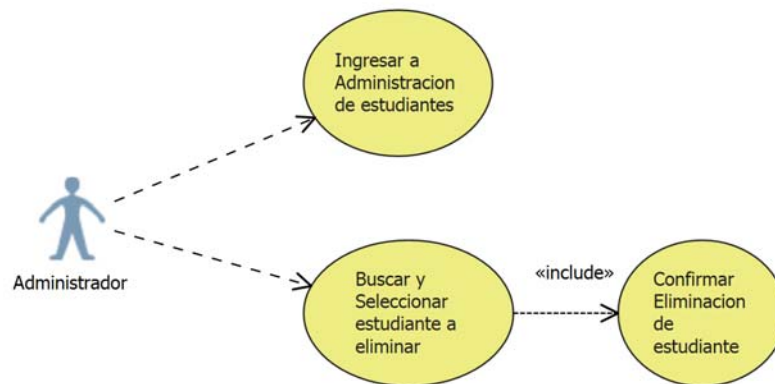 Ingresar a
Administracion
de estudiantes
Administrador
Buscar y
Seleccionar
estudiante a
eliminar
«include»
Confirmar
Eliminacion
de
estudiante